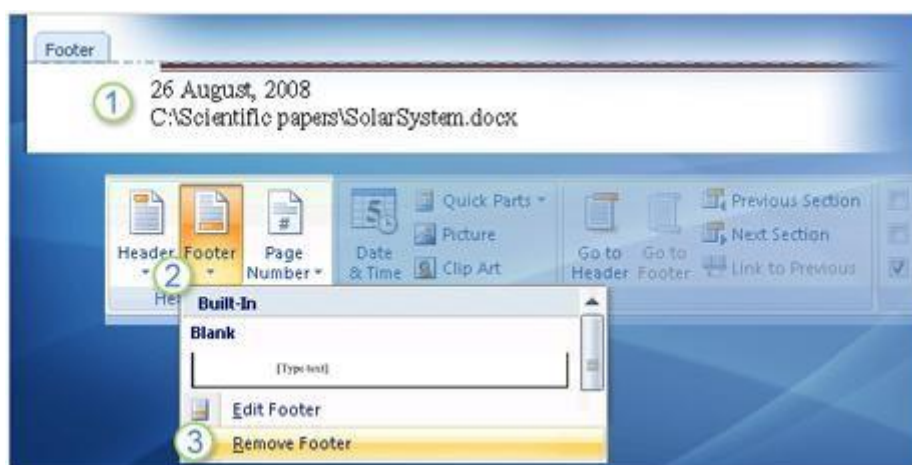 Footer
1
26 August, 2008
C:\Scientific papers\SolarSystem.docx
Header
Footer
Page
Number
#
5
Date
& Time
Quick Parts
Picture
Clip Art
Go to
Header
Go to
Footer
Previous Section
Next Section
Link to Previous
2
He
Built-In
Blank
[Type text]
Edit Footer
3
Remove Footer